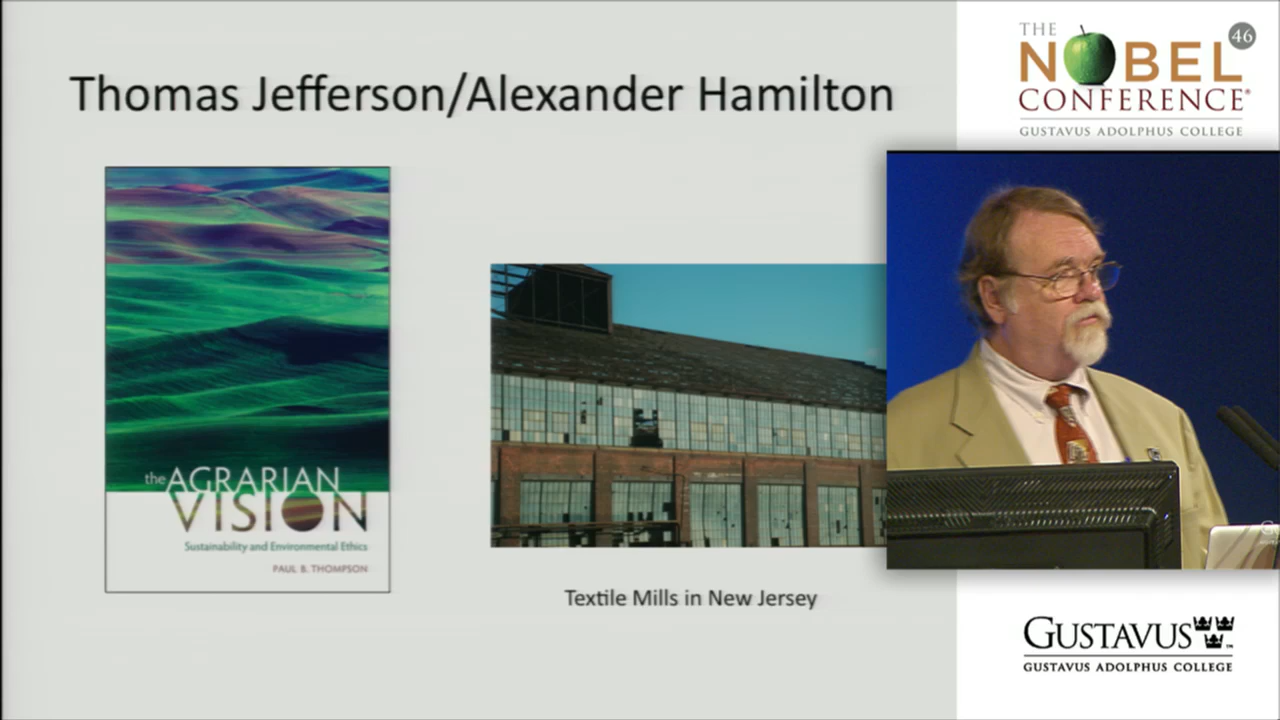 Thomas Jefferson/Alexander Hamilton
the AGRARIAN
VISION
Sustainability and Environmental Ethics
PAUL B. THOMPSON
Textile Mills in New Jersey
THE
NOBEL
46
CONFERENCE®
GUSTAVUS ADOLPHUS COLLEGE
GUSTAVUS™
GUSTAVUS ADOLPHUS COLLEGE